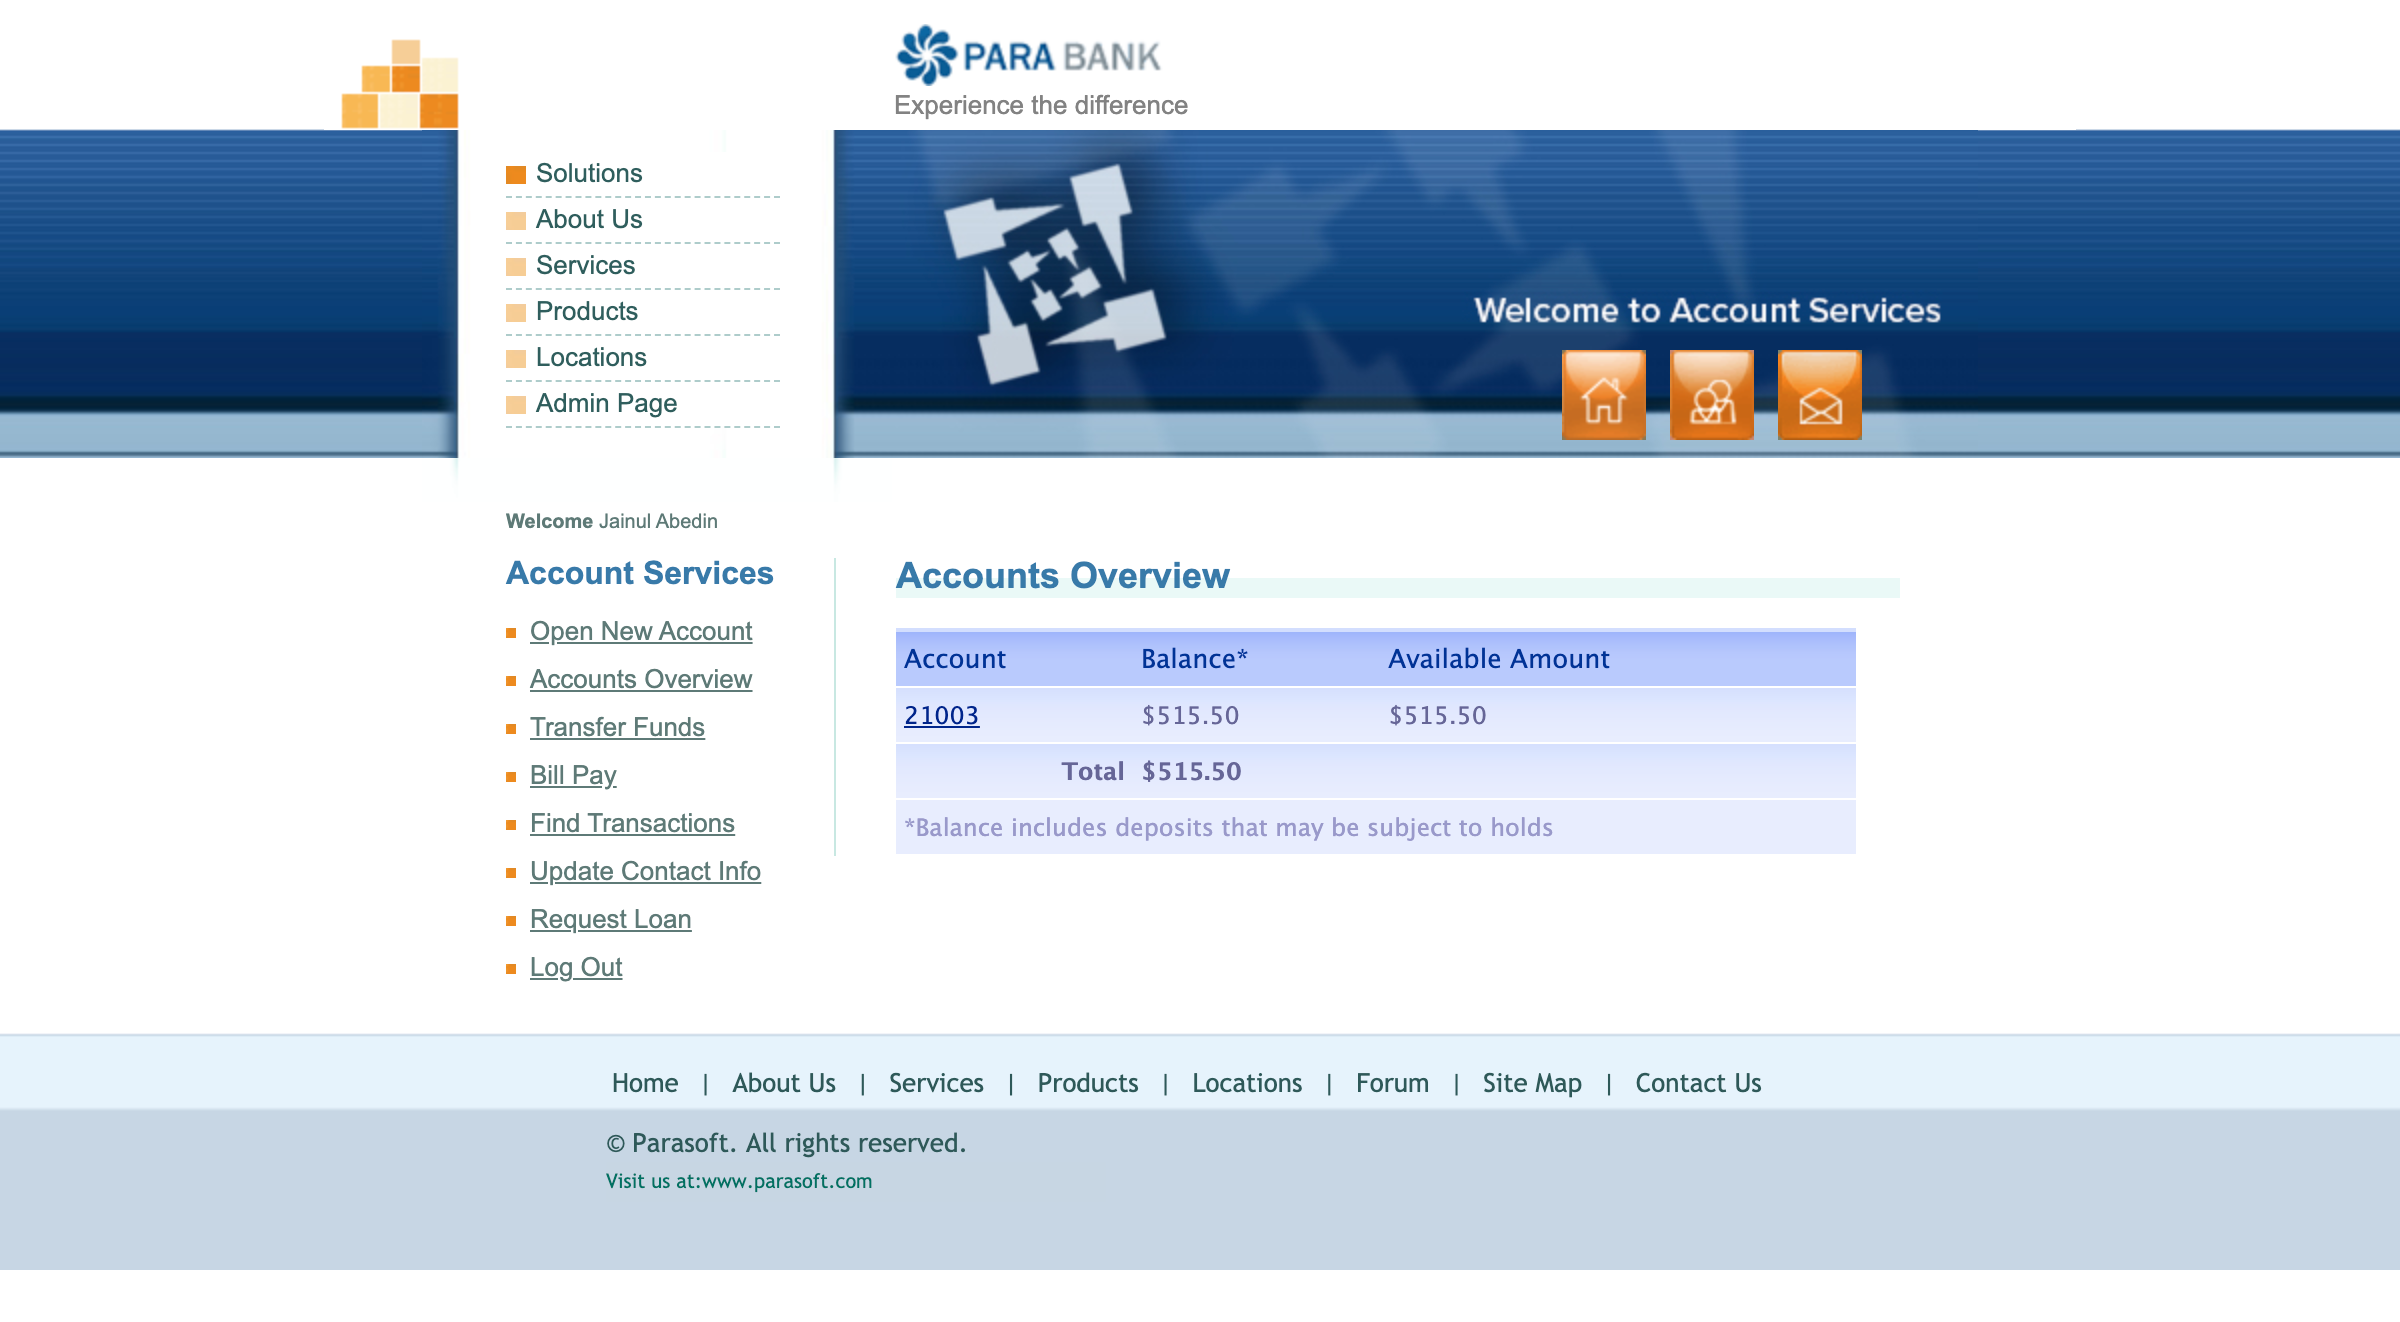 PARA BANK
Experience the difference
Solutions
About Us
Services
Products
Locations
Admin Page
Welcome to Account Services
Welcome Jainul Abedin
Account Services
Open New Account
Accounts Overview
Transfer Funds
Bill Pay
Find Transactions
Update Contact Info
Request Loan
Log Out
Accounts Overview
Account Balance* Available Amount
21003 $515.50 $515.50
Total $515.50
*Balance includes deposits that may be subject to holds
Home | About Us | Services | Products | Locations | Forum | Site Map | Contact Us
© Parasoft. All rights reserved.
Visit us at:www.parasoft.com